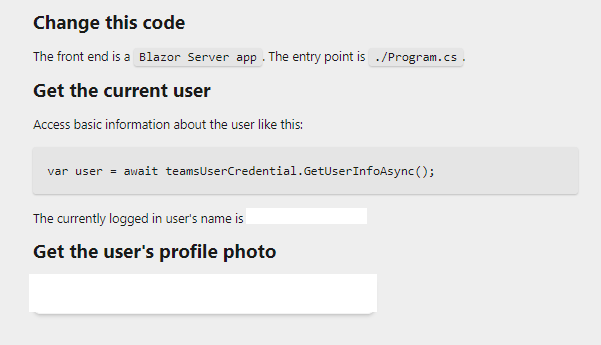 Change this code
The front end is a Blazor Server app. The entry point is ./Program.cs.
Get the current user
Access basic information about the user like this:
var user = await teamsUserCredential.GetUserInfoAsync();
The currently logged in user's name is
Get the user's profile photo